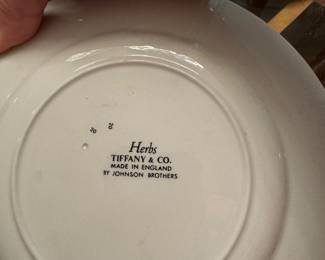 Herbs
TIFFANY & CO.
MADE IN ENGLAND
BY JOHNSON BROTHERS